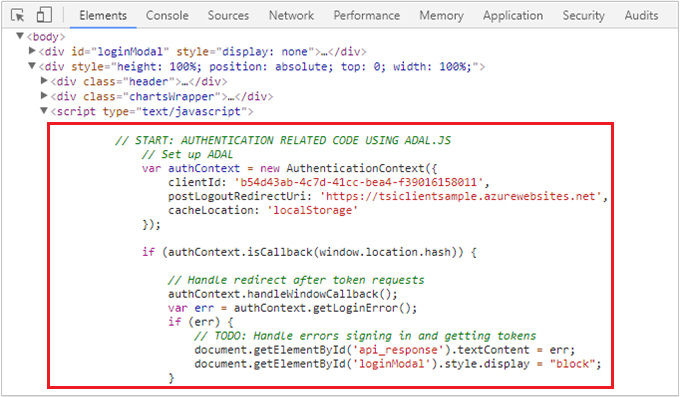 Elements Console Sources Network Performance Memory Application Security Audits
▼<body>
▶<div id="loginModal" style="display: none">…</div>
▼<div style="height: 100%; position: absolute; top: 0; width: 100%;">
▶<div class="header">…</div>
▶<div class="chartsWrapper">…</div>
▼<script type="text/javascript">
// START: AUTHENTICATION RELATED CODE USING ADAL.JS
// Set up ADAL
var authContext = new AuthenticationContext({
clientId: 'b54d43ab-4c7d-41cc-bea4-f39016158011',
postLogoutRedirectUri: 'https://tsiclientsample.azurewebsites.net',
cacheLocation: 'localStorage'
});
if (authContext.isCallback(window.location.hash)) {
// Handle redirect after token requests
authContext.handleWindowCallback();
var err = authContext.getLoginError();
if (err) {
// TODO: Handle errors signing in and getting tokens
document.getElementById('api_response').textContent = err;
document.getElementById('loginModal').style.display = "block";
}